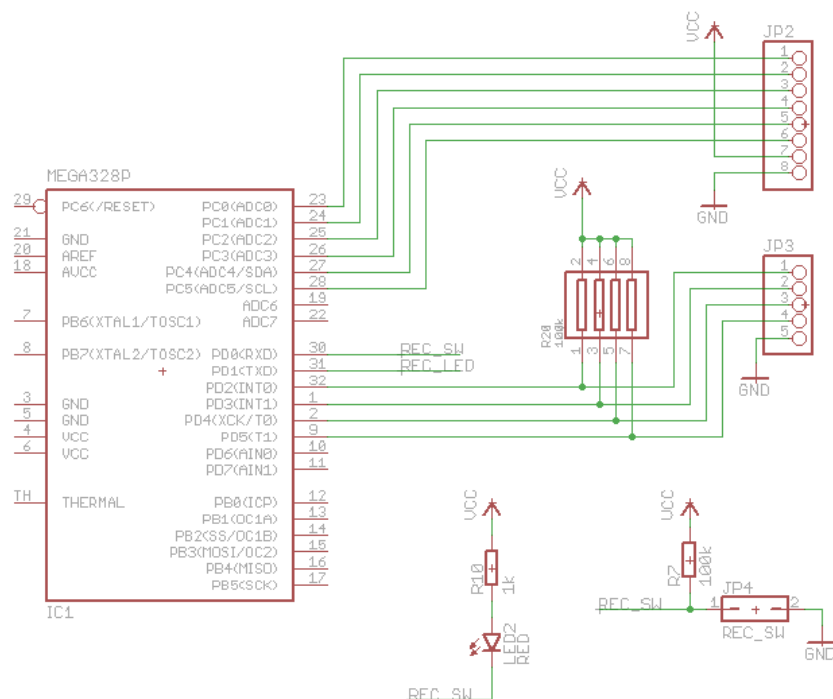 VCC
JP2
1
2
3
4
5
6
7
8
GND
MEGA328P
29 PC6(/RESET) PC0(ADC0) 23
PC1(ADC1) 24
21 GND PC2(ADC2) 25
20 AREF PC3(ADC3) 26
18 AVCC PC4(ADC4/SDA) 27
PC5(ADC5/SCL) 28
ADC6 19
7 PB6(XTAL1/TOSC1) ADC7 22
8 PB7(XTAL2/TOSC2) PD0(RXD) 30 REC_SW
PD1(TXD) 31 REC_LED
PD2(INT0) 32
3 GND PD3(INT1) 1
5 GND PD4(XCK/T0) 2
4 VCC PD5(T1) 9
6 VCC PD6(AIN0) 10
PD7(AIN1) 11
TH THERMAL PB0(ICP) 12
PB1(OC1A) 13
PB2(SS/OC1B) 14
PB3(MOSI/OC2) 15
PB4(MISO) 16
PB5(SCK) 17
IC1
VCC
2 4 6 8
R20
100k
1 3 5 7
JP3
1
2
3
4
5
GND
VCC
R10
1k
LED2
RED
REC_SW
VCC
R7
100k
REC_SW
JP4
1 2
REC_SW
GND